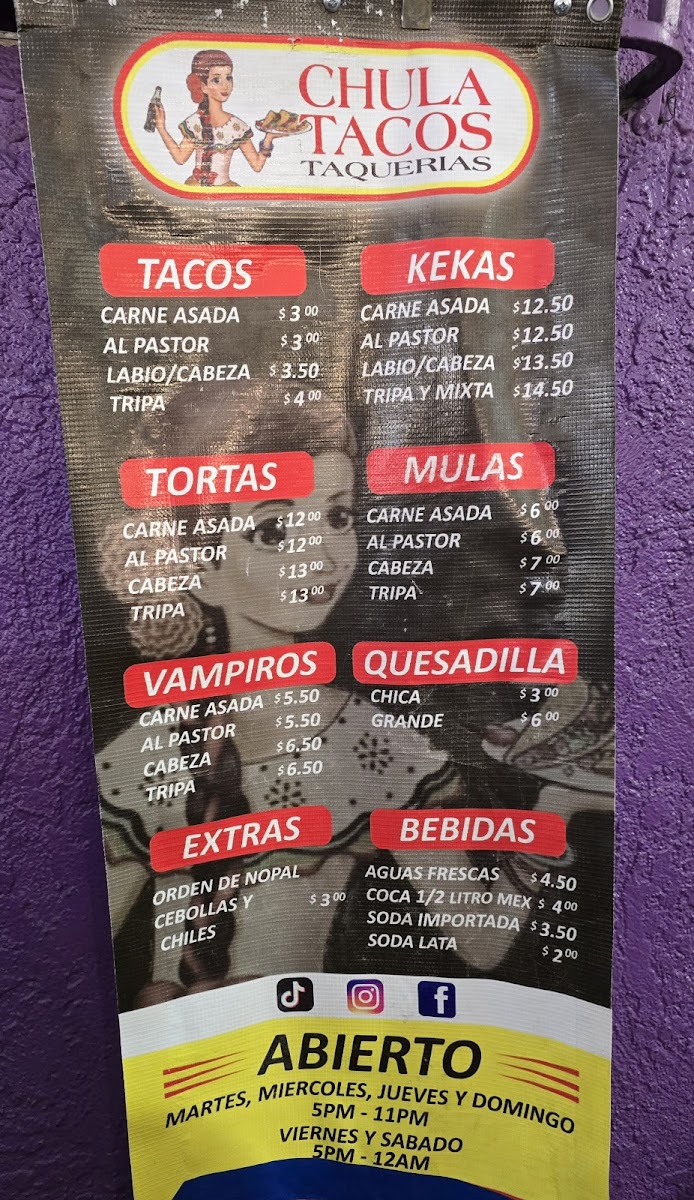 CHULA
TACOS
TAQUERIAS
TACOS
CARNE ASADA $3.00
AL PASTOR $3.00
LABIO/CABEZA $3.50
TRIPA $4.00
KEKAS
CARNE ASADA $12.50
AL PASTOR $12.50
LABIO/CABEZA $13.50
TRIPA Y MIXTA $14.50
TORTAS
CARNE ASADA $12.00
AL PASTOR $12.00
CABEZA $13.00
TRIPA $13.00
MULAS
CARNE ASADA $6.00
AL PASTOR $6.00
CABEZA $7.00
TRIPA $7.00
VAMPIROS
CARNE ASADA $5.50
AL PASTOR $5.50
CABEZA $6.50
TRIPA $6.50
QUESADILLA
CHICA $3.00
GRANDE $6.00
EXTRAS
ORDEN DE NOPAL
CEBOLLAS Y $3.00
CHILES
BEBIDAS
AGUAS FRESCAS $4.50
COCA 1/2 LITRO MEX $4.00
SODA IMPORTADA $3.50
SODA LATA $2.00
ABIERTO
MARTES, MIERCOLES, JUEVES Y DOMINGO
5PM - 11PM
VIERNES Y SABADO
5PM - 12AM